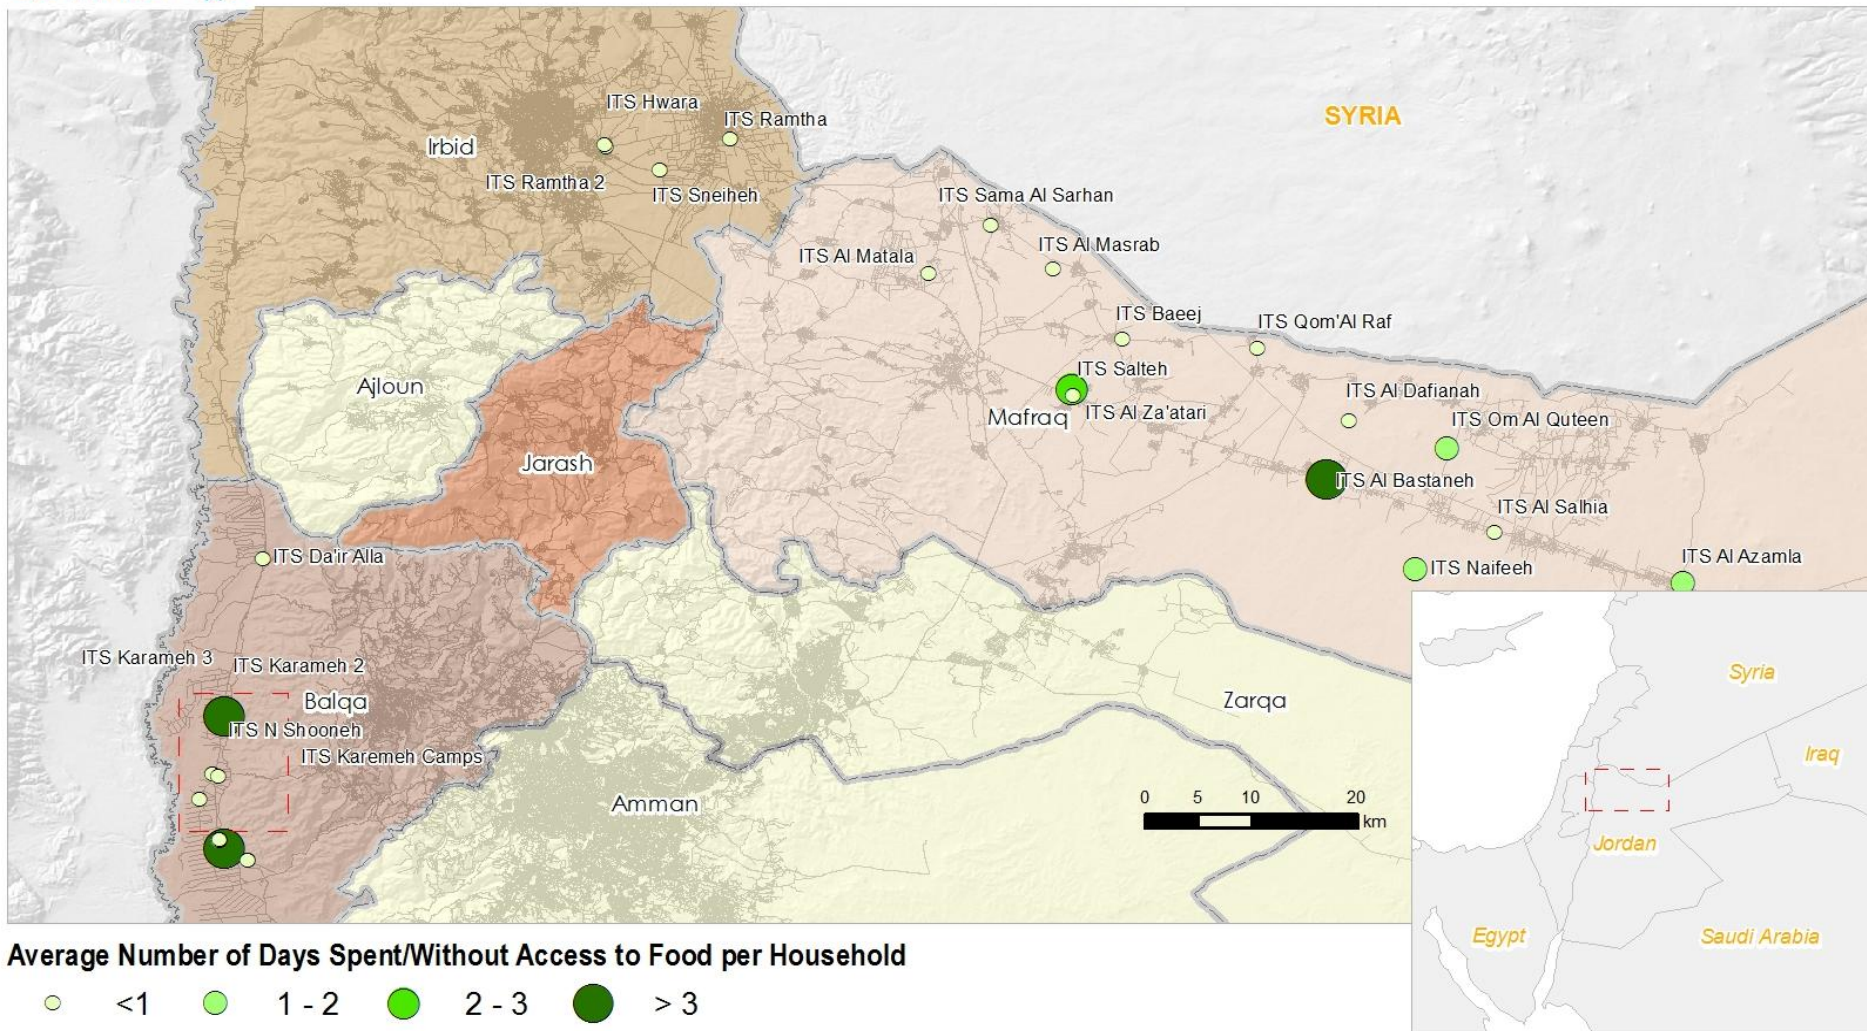 ITS Hwara
ITS Ramtha
SYRIA
Irbid
ITS Ramtha 2
ITS Sneiheh
ITS Sama Al Sarhan
ITS Al Masrab
ITS Al Matala
ITS Baeej
ITS Qom'Al Raf
ITS Salteh
Ajloun
ITS Al Dafianah
Mafraq
ITS Al Za'atari
ITS Om Al Quteen
Jarash
ITS Al Bastaneh
ITS Al Salhia
ITS Da'ir Alla
ITS Naifeeh
ITS Al Azamla
ITS Karameh 3
ITS Karameh 2
Balqa
Zarqa
Syria
ITS N Shooneh
ITS Karemeh Camps
Iraq
Amman
0 5 10 20
km
Jordan
Egypt
Saudi Arabia
Average Number of Days Spent/Without Access to Food per Household
<1 1 - 2 2 - 3 > 3